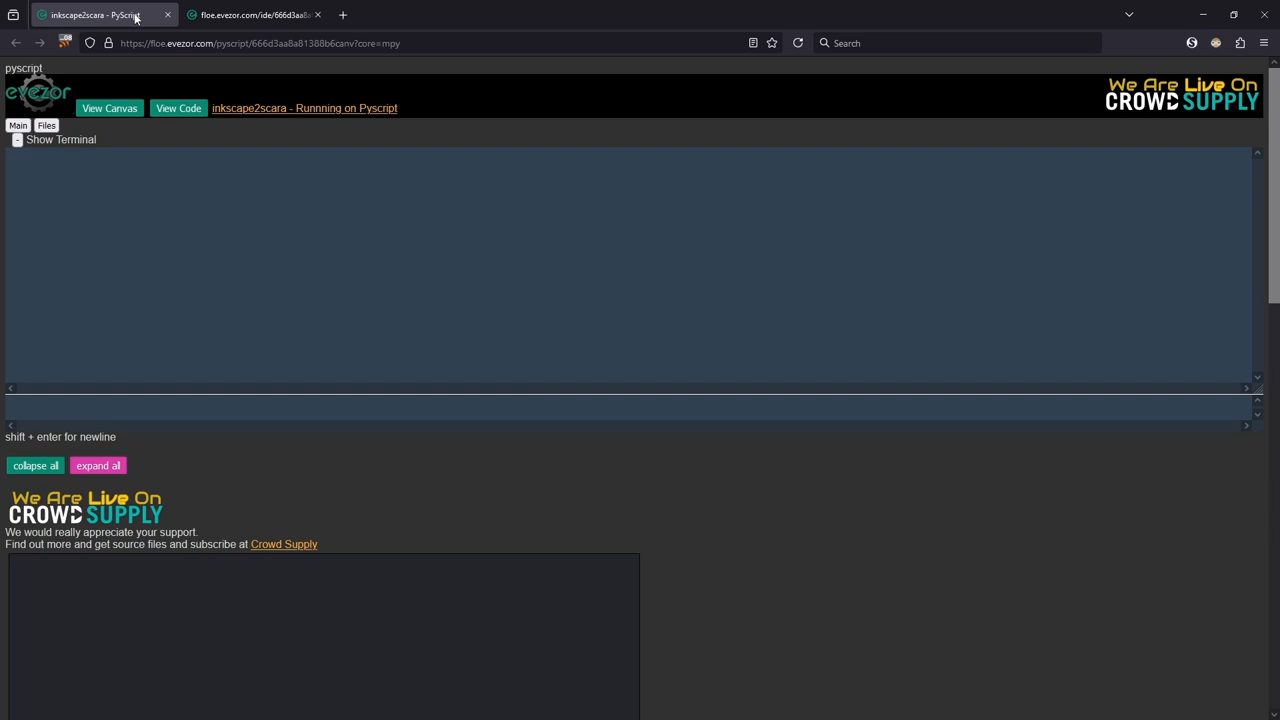 inkscape2scara - PyScript
floe.evezor.com/ide/666d3aa8a
.08
https://floe.evezor.com/pyscript/666d3aa8a81388b6canv?core=mpy
Search
pyscript
evezor
View Canvas
View Code
inkscape2scara - Runnning on Pyscript
We Are Live On
CROWD SUPPLY
Main
Files
- Show Terminal
shift + enter for newline
collapse all
expand all
We Are Live On
CROWD SUPPLY
We would really appreciate your support.
Find out more and get source files and subscribe at Crowd Supply